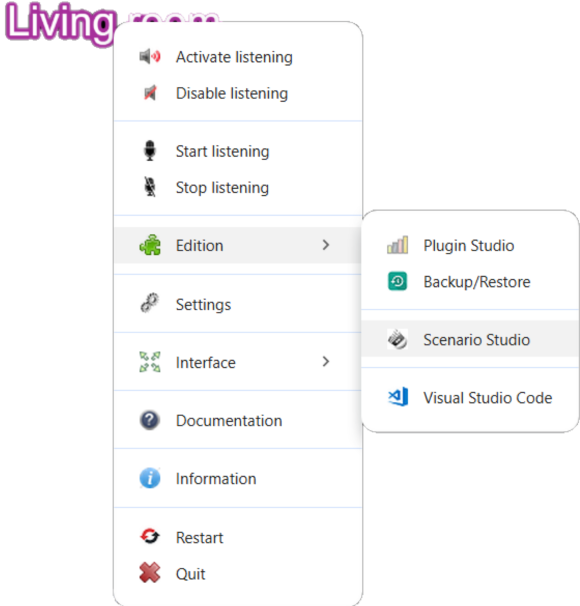 Living room
Activate listening
Disable listening
Start listening
Stop listening
Edition
Settings
Interface
Documentation
Information
Restart
Quit
Plugin Studio
Backup/Restore
Scenario Studio
Visual Studio Code